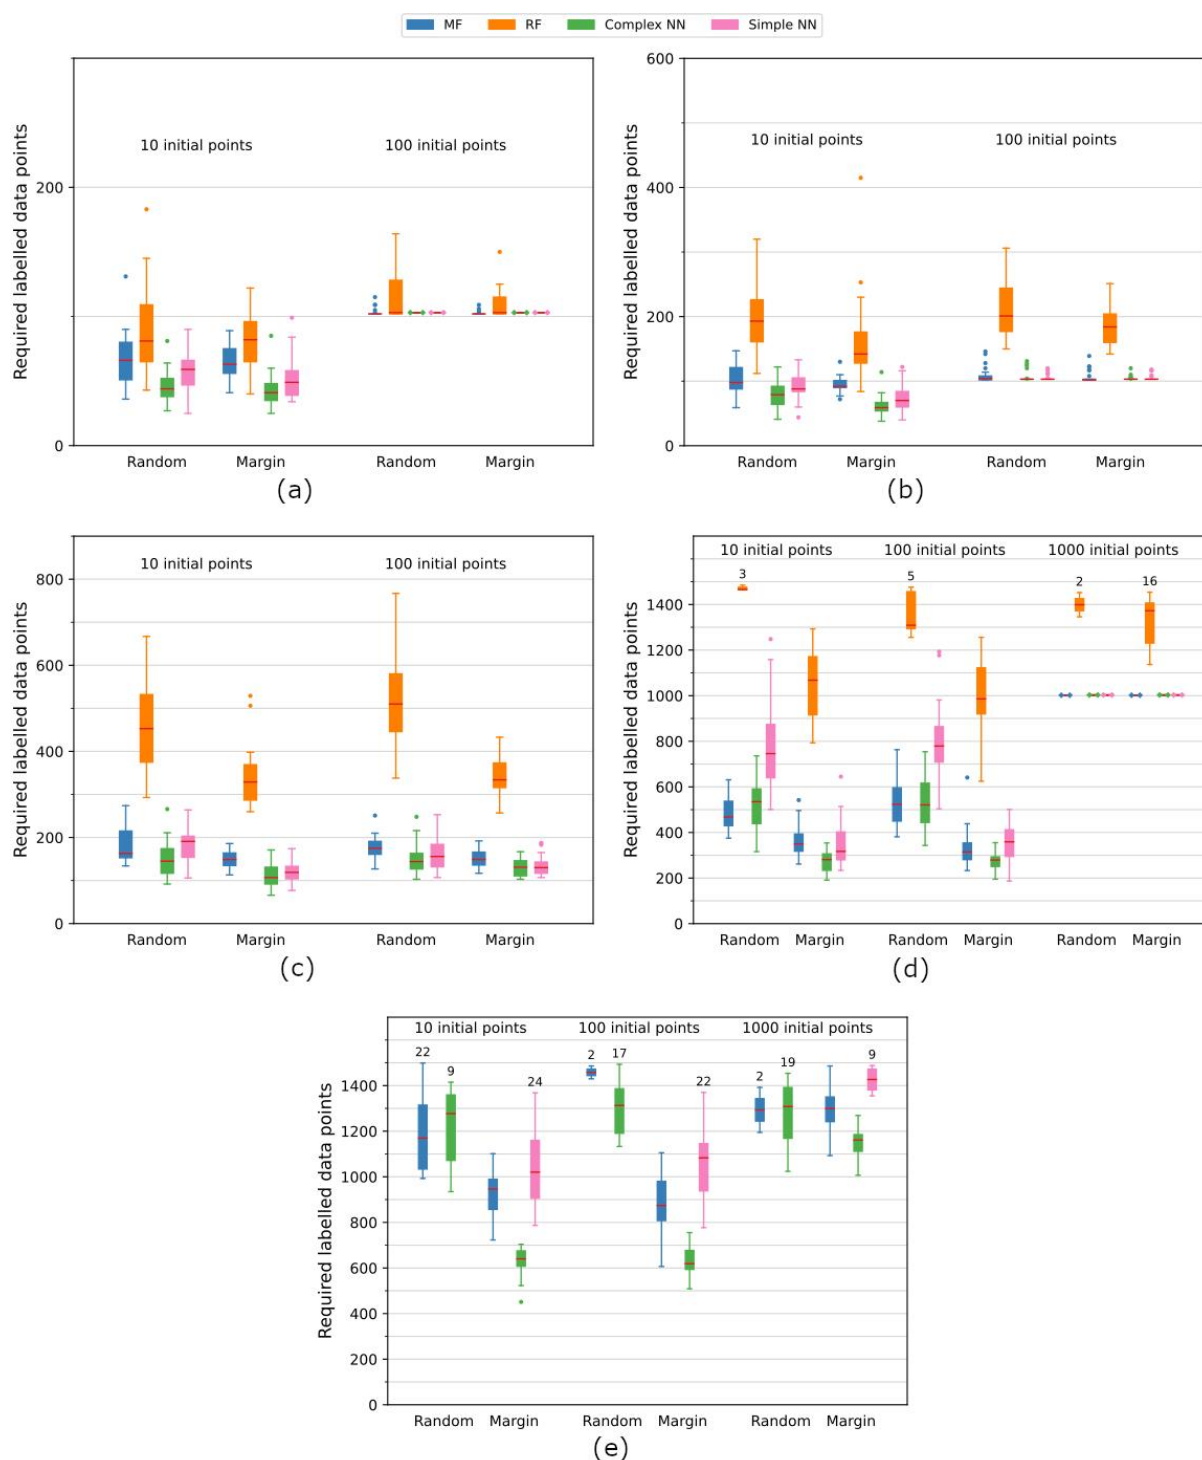 MF RF Complex NN Simple NN
Required labelled data points
10 initial points 100 initial points
200
0
Random Margin Random Margin
(a)
Required labelled data points
600
10 initial points 100 initial points
400
200
0
Random Margin Random Margin
(b)
Required labelled data points
10 initial points 100 initial points
800
600
400
200
0
Random Margin Random Margin
(c)
Required labelled data points
10 initial points 100 initial points 1000 initial points
3 5 2 16
1400
1200
1000
800
600
400
200
0
Random Margin Random Margin Random Margin
(d)
Required labelled data points
10 initial points 100 initial points 1000 initial points
22 9 24 2 17 22 2 19 9
1400
1200
1000
800
600
400
200
0
Random Margin Random Margin Random Margin
(e)